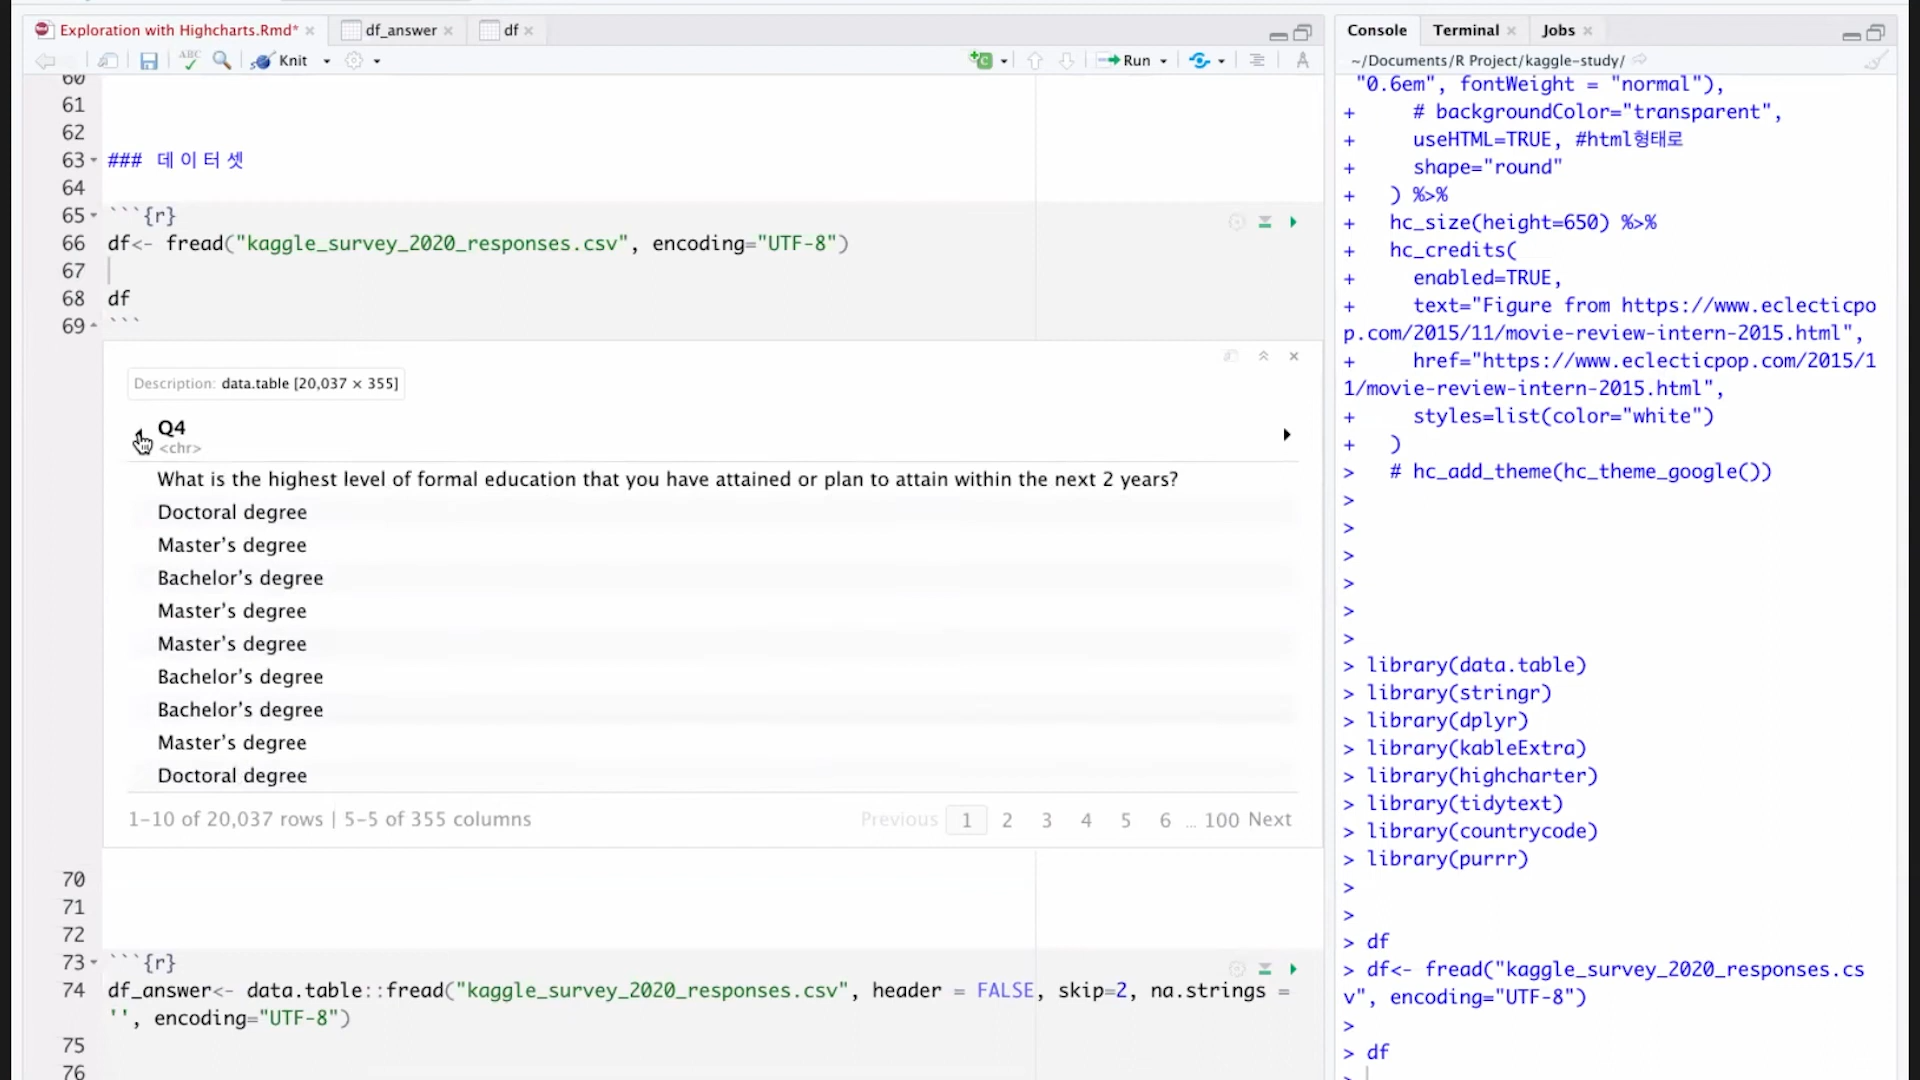 Exploration with Highcharts.Rmd*
df_answer
df
ABC
Knit
Run
60
61
62
63 ### 데이터셋
64
65 ```{r}
66 df<- fread("kaggle_survey_2020_responses.csv", encoding="UTF-8")
67
68 df
69 ```
Description: data.table [20,037 × 355]
Q4
<chr>
What is the highest level of formal education that you have attained or plan to attain within the next 2 years?
Doctoral degree
Master’s degree
Bachelor’s degree
Master’s degree
Master’s degree
Bachelor’s degree
Bachelor’s degree
Master’s degree
Doctoral degree
1-10 of 20,037 rows | 5-5 of 355 columns
Previous 1 2 3 4 5 6 ... 100 Next
70
71
72
73 ```{r}
74 df_answer<- data.table::fread("kaggle_survey_2020_responses.csv", header = FALSE, skip=2, na.strings =
'', encoding="UTF-8")
75
76
Console
Terminal
Jobs
~/Documents/R Project/kaggle-study/
"0.6em", fontWeight = "normal"),
+ # backgroundColor="transparent",
+ useHTML=TRUE, #html형태로
+ shape="round"
+ ) %>%
+ hc_size(height=650) %>%
+ hc_credits(
+ enabled=TRUE,
+ text="Figure from https://www.eclecticpo
p.com/2015/11/movie-review-intern-2015.html",
+ href="https://www.eclecticpop.com/2015/1
1/movie-review-intern-2015.html",
+ styles=list(color="white")
+ )
> # hc_add_theme(hc_theme_google())
>
>
>
>
>
>
> library(data.table)
> library(stringr)
> library(dplyr)
> library(kableExtra)
> library(highcharter)
> library(tidytext)
> library(countrycode)
> library(purrr)
>
>
> df
> df<- fread("kaggle_survey_2020_responses.cs
v", encoding="UTF-8")
>
> df
>